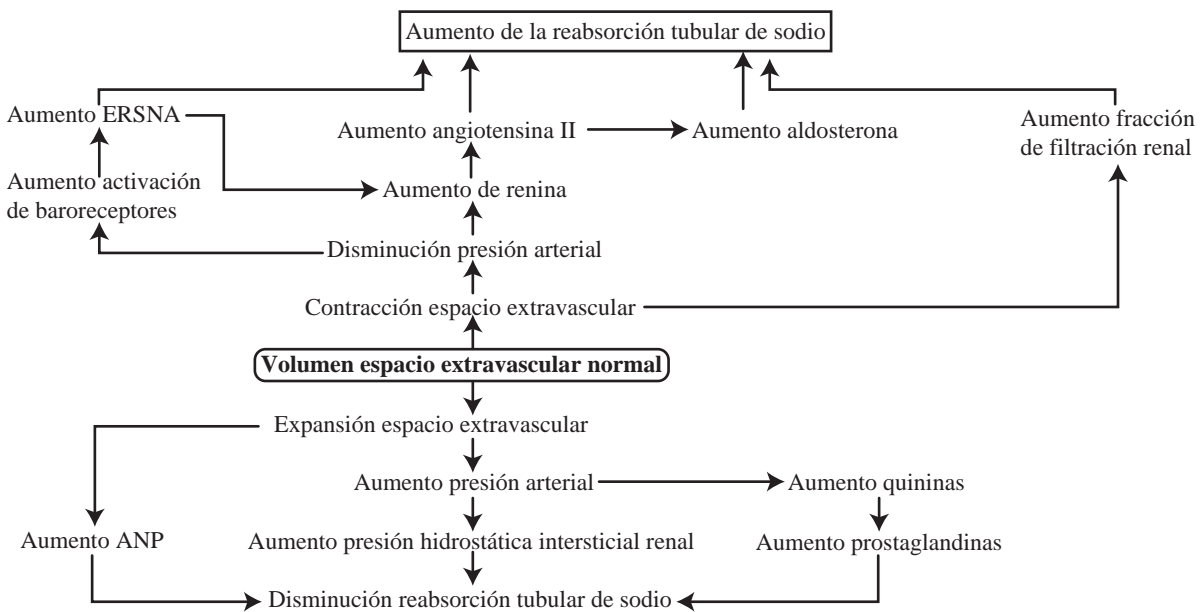 Aumento de la reabsorción tubular de sodio
Aumento ERSNA
Aumento angiotensina II
Aumento aldosterona
Aumento fracción
de filtración renal
Aumento activación
de baroreceptores
Aumento de renina
Disminución presión arterial
Contracción espacio extravascular
Volumen espacio extravascular normal
Expansión espacio extravascular
Aumento presión arterial
Aumento quininas
Aumento ANP
Aumento presión hidrostática intersticial renal
Aumento prostaglandinas
Disminución reabsorción tubular de sodio